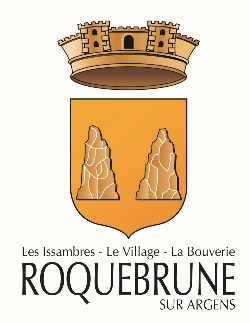 Les Issambres - Le Village - La Bouverie
ROQUEBRUNE
SUR ARGENS